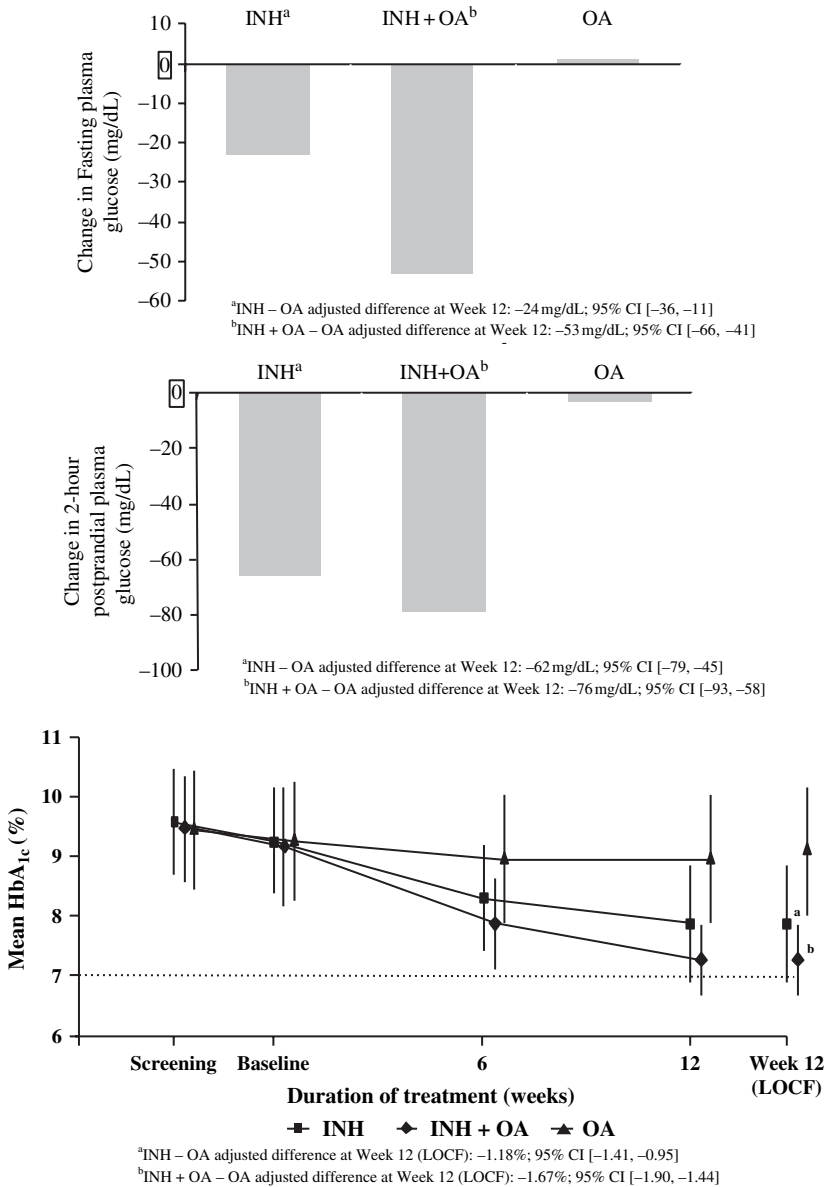 INHᵃ INH + OAᵇ OA
10
0
–10
–20
–30
–40
–50
–60
Change in Fasting plasma
glucose (mg/dL)
ᵃINH – OA adjusted difference at Week 12: –24 mg/dL; 95% CI [–36, –11]
ᵇINH + OA – OA adjusted difference at Week 12: –53 mg/dL; 95% CI [–66, –41]
INHᵃ INH+OAᵇ OA
0
–20
–40
–60
–80
–100
Change in 2-hour
postprandial plasma
glucose (mg/dL)
ᵃINH – OA adjusted difference at Week 12: –62 mg/dL; 95% CI [–79, –45]
ᵇINH + OA – OA adjusted difference at Week 12: –76 mg/dL; 95% CI [–93, –58]
11
10
9
8
7
6
Mean HbA1c (%)
a
b
Screening Baseline 6 12 Week 12
(LOCF)
Duration of treatment (weeks)
INH INH + OA OA
ᵃINH – OA adjusted difference at Week 12 (LOCF): –1.18%; 95% CI [–1.41, –0.95]
ᵇINH + OA – OA adjusted difference at Week 12 (LOCF): –1.67%; 95% CI [–1.90, –1.44]